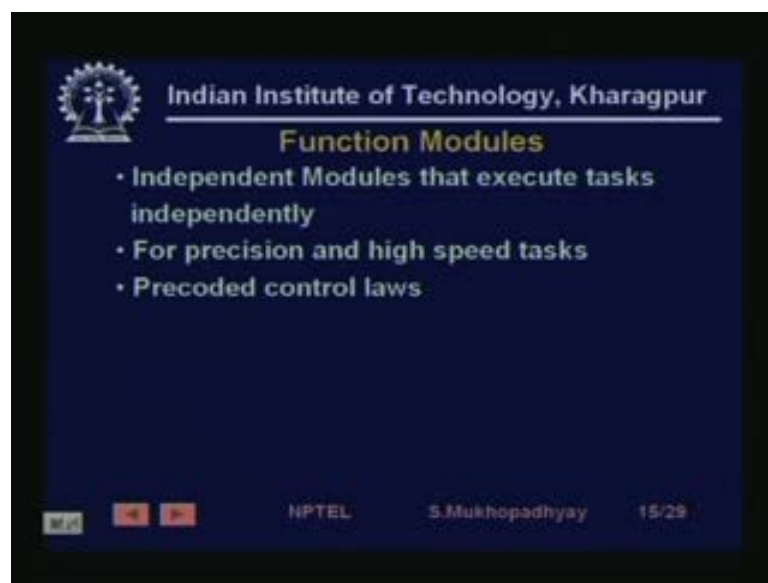 Indian Institute of Technology, Kharagpur
Function Modules
• Independent Modules that execute tasks
independently
• For precision and high speed tasks
• Precoded control laws
NPTEL S.Mukhopadhyay 15/29